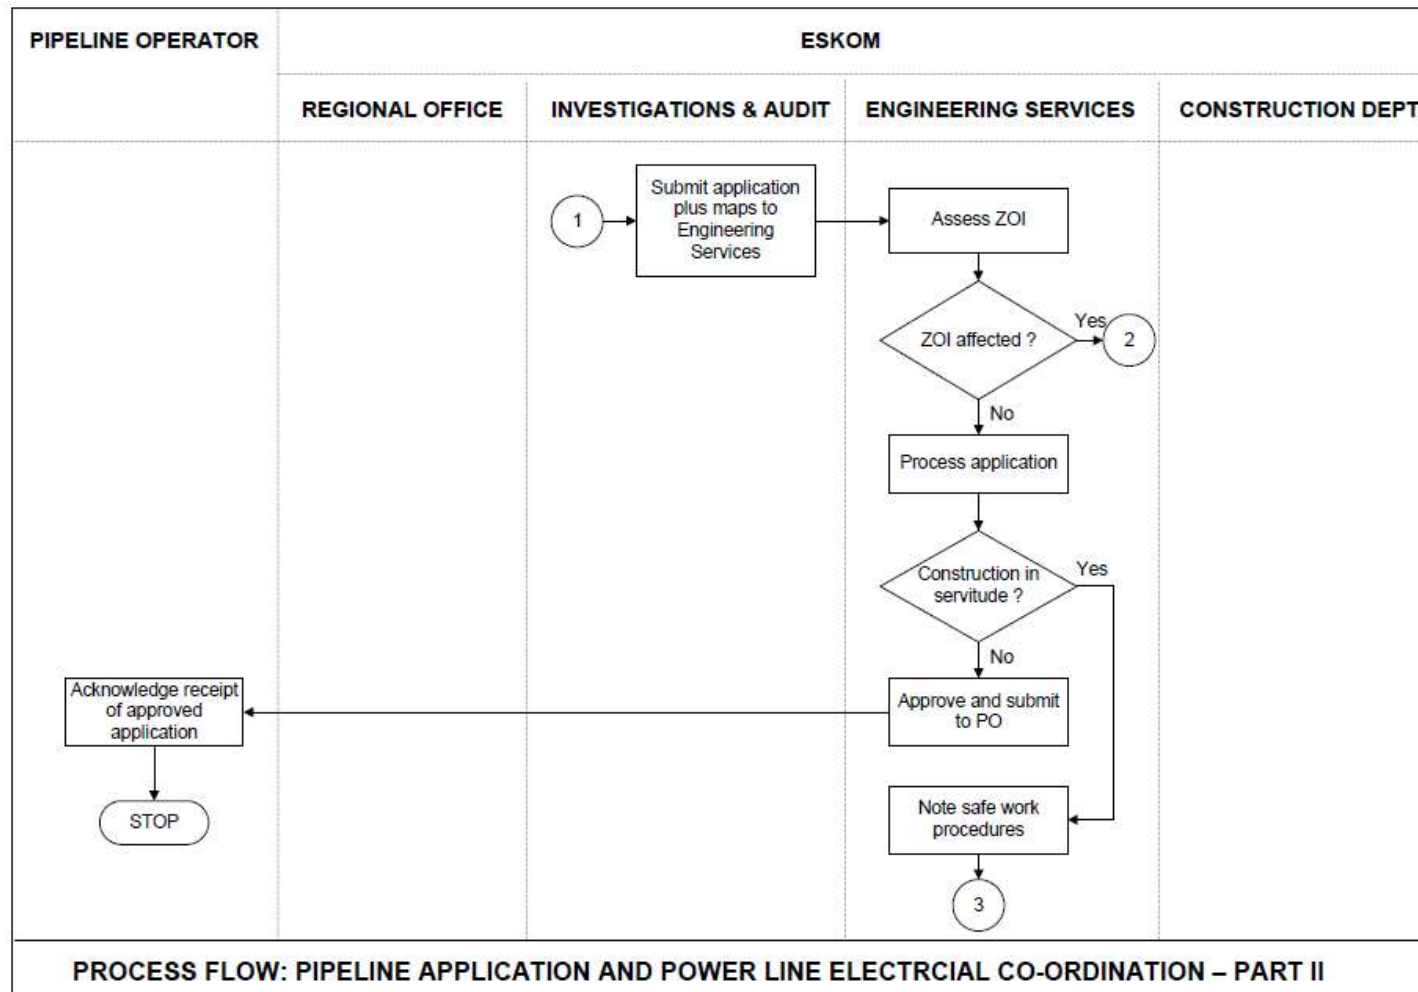 PIPELINE OPERATOR
ESKOM
REGIONAL OFFICE
INVESTIGATIONS & AUDIT
ENGINEERING SERVICES
CONSTRUCTION DEPT
1
Submit application
plus maps to
Engineering
Services
Assess ZOI
ZOI affected ?
Yes
2
No
Process application
Construction in
servitude ?
Yes
No
Approve and submit
to PO
Acknowledge receipt
of approved
application
STOP
Note safe work
procedures
3
PROCESS FLOW: PIPELINE APPLICATION AND POWER LINE ELECTRCIAL CO-ORDINATION – PART II